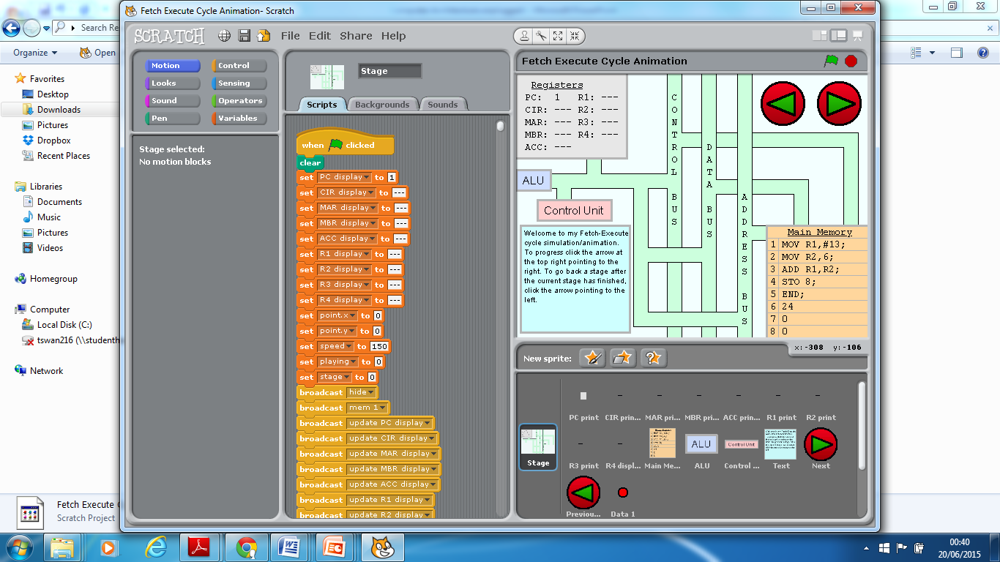 Fetch Execute Cycle Animation- Scratch
Search Re
Organize
Open
Favorites
Desktop
Downloads
Pictures
Dropbox
Recent Places
Libraries
Documents
Music
Pictures
Videos
Homegroup
Computer
Local Disk (C:)
tswan216 (\\studenth
Network
Fetch Execute C
Scratch Project
SCRATCH
File Edit Share Help
Motion Control
Looks Sensing
Sound Operators
Pen Variables
Stage selected:
No motion blocks
Stage
Scripts Backgrounds Sounds
when clicked
clear
set PC display to 1
set CIR display to ---
set MAR display to ---
set MBR display to ---
set ACC display to ---
set R1 display to ---
set R2 display to ---
set R3 display to ---
set R4 display to ---
set point.x to 0
set point.y to 0
set speed to 150
set playing to 0
set stage to 0
broadcast hide
broadcast mem 1
broadcast update PC display
broadcast update CIR display
broadcast update MAR display
broadcast update MBR display
broadcast update ACC display
broadcast update R1 display
broadcast update R2 display
Fetch Execute Cycle Animation
Registers
PC: 1 R1: ---
CIR: --- R2: ---
MAR: --- R3: ---
MBR: --- R4: ---
ACC: ---
ALU
Control Unit
CONTROL BUS
DATA BUS
ADDRESS BUS
Welcome to my Fetch-Execute
cycle simulation/animation.
To progress click the arrow at
the top right pointing to the
right. To go back a stage after
the current stage has finished,
click the arrow pointing to the
left.
Main Memory
1 MOV R1,#13;
2 MOV R2,6;
3 ADD R1,R2;
4 STO 8;
5 END;
6 24
7 0
8 0
x: -308 y: -106
New sprite:
Stage
PC print CIR prin... MAR pri... MBR pri... ACC prin... R1 print R2 print
R3 print R4 displ... Main Me... ALU Control ... Text Next
Previou... Data 1
00:40
20/06/2015